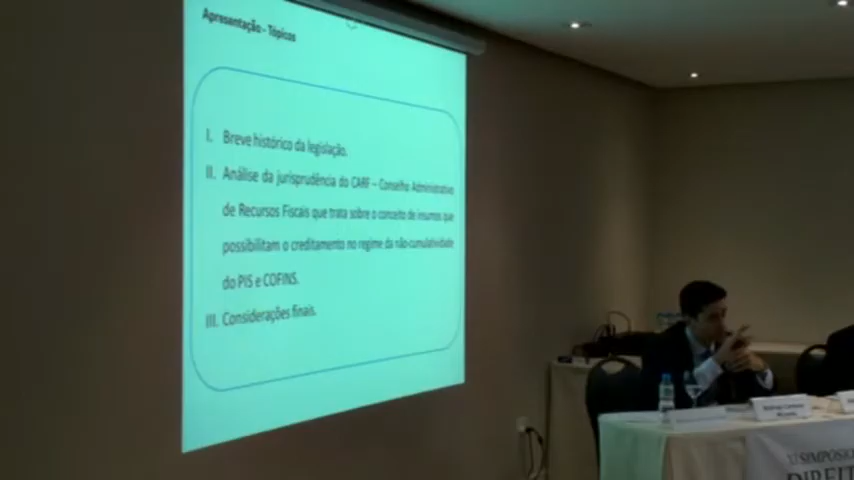 Apresentação - Tópicos
I. Breve histórico da legislação.
II. Análise da jurisprudência do CARF – Conselho Administrativo
de Recursos Fiscais que trata sobre o conceito de insumos que
possibilitam o creditamento no regime da não-cumulatividade
do PIS e COFINS.
III. Considerações finais.
SIMPÓSIO
DIREIT